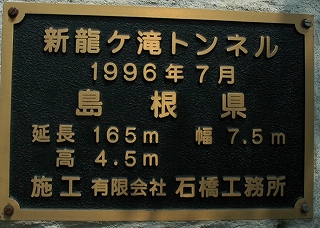 新龍ケ滝トンネル
1996年7月
島根県
延長 165m 幅 7.5m
高 4.5m
施工 有限会社 石橋工務所